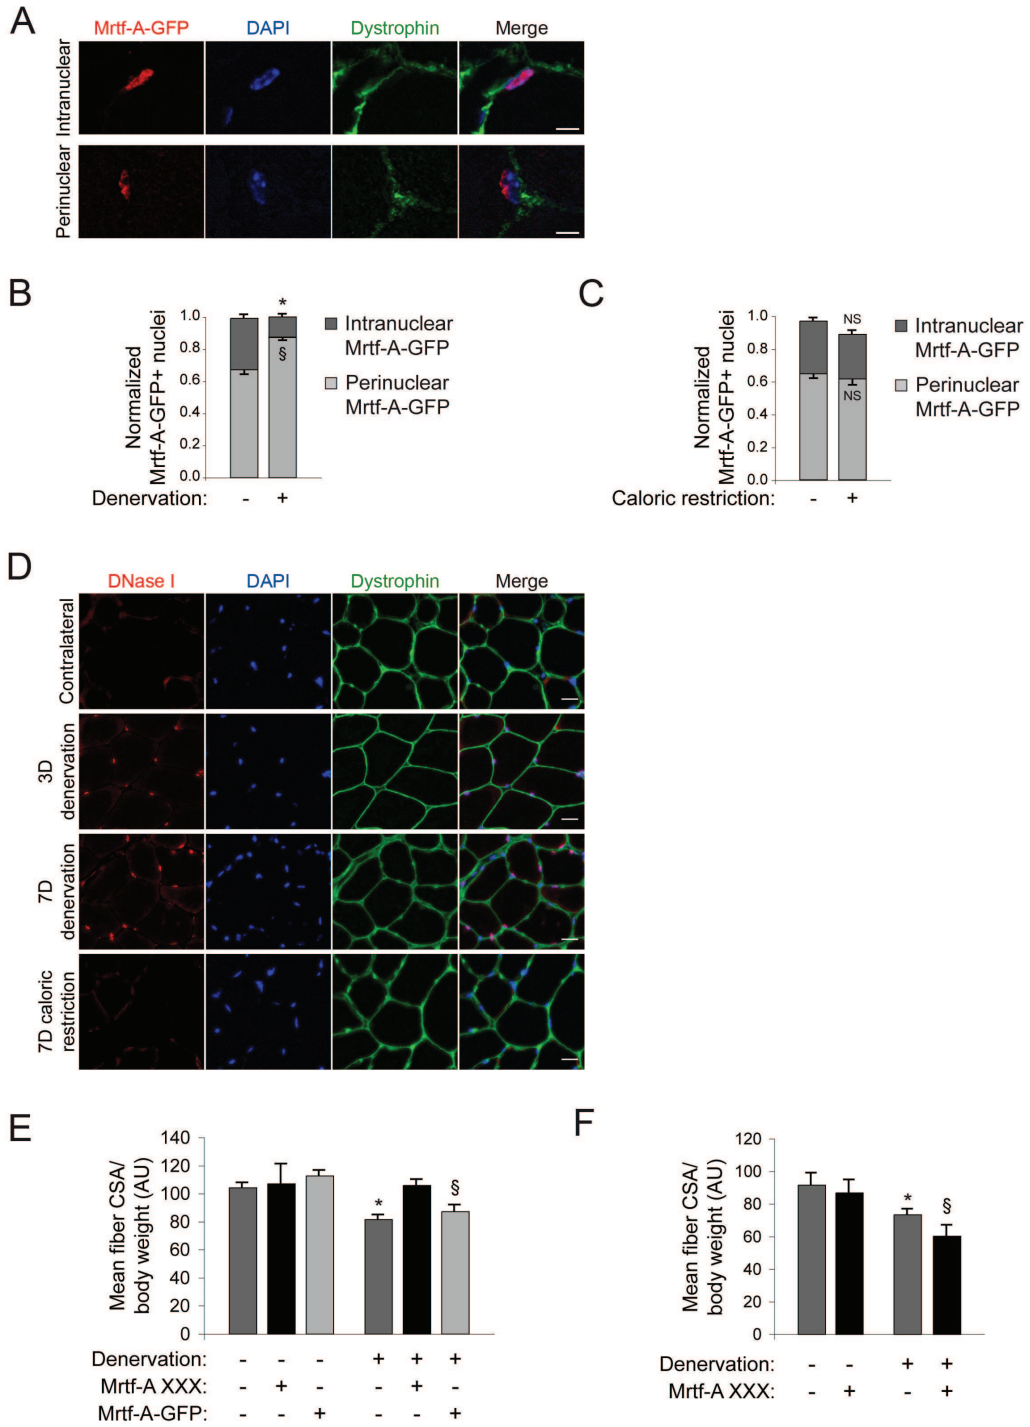 A
Mrtf-A-GFP DAPI Dystrophin Merge
Intranuclear
Perinuclear
B
Normalized
Mrtf-A-GFP+ nuclei
1.0
0.8
0.6
0.4
0.2
0.0
*
§
Intranuclear
Mrtf-A-GFP
Perinuclear
Mrtf-A-GFP
Denervation: - +
C
Normalized
Mrtf-A-GFP+ nuclei
1.0
0.8
0.6
0.4
0.2
0.0
NS
NS
Intranuclear
Mrtf-A-GFP
Perinuclear
Mrtf-A-GFP
Caloric restriction: - +
D
DNase I DAPI Dystrophin Merge
Contralateral
3D
denervation
7D
denervation
7D caloric
restriction
E
Mean fiber CSA/
body weight (AU)
140
120
100
80
60
40
20
0
* §
Denervation: - - - + + +
Mrtf-A XXX: - + - - + -
Mrtf-A-GFP: - - + - - +
F
Mean fiber CSA/
body weight (AU)
120
100
80
60
40
20
0
* §
Denervation: - - + +
Mrtf-A XXX: - + - +